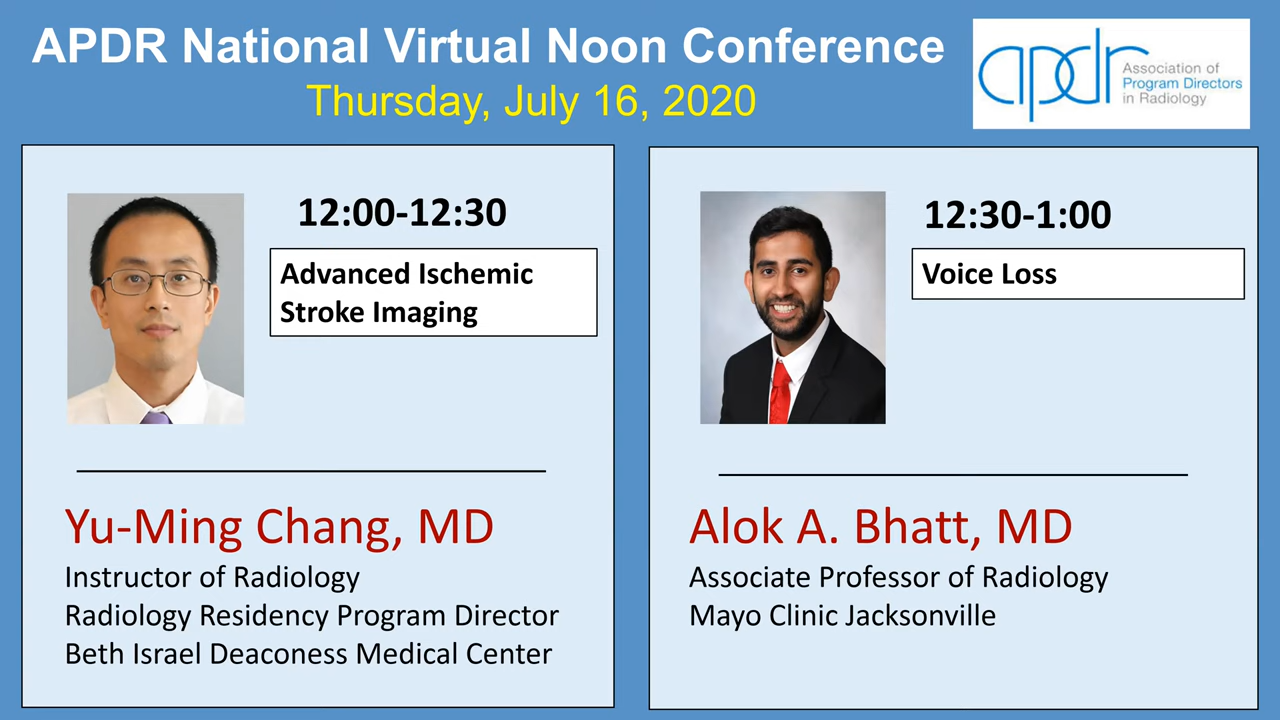 APDR National Virtual Noon Conference
Thursday, July 16, 2020
apdr
Association of
Program Directors
in Radiology
12:00-12:30
Advanced Ischemic
Stroke Imaging
Yu-Ming Chang, MD
Instructor of Radiology
Radiology Residency Program Director
Beth Israel Deaconess Medical Center
12:30-1:00
Voice Loss
Alok A. Bhatt, MD
Associate Professor of Radiology
Mayo Clinic Jacksonville